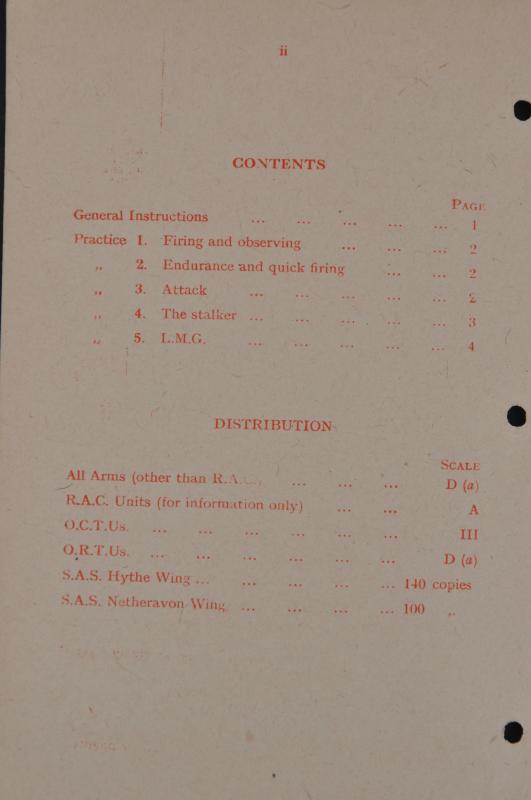 ii
CONTENTS
PAGE
General Instructions ... ... ... ... ... 1
Practice 1. Firing and observing ... ... ... 2
„ 2. Endurance and quick firing ... ... 2
„ 3. Attack ... ... ... ... ... 2
„ 4. The stalker ... ... ... ... ... 3
„ 5. L.M.G. ... ... ... ... ... 4
DISTRIBUTION
SCALE
All Arms (other than R.A.C.), ... ... ... D (a)
R.A.C. Units (for information only) ... ... A
O.C.T.Us. ... ... ... ... ... ... III
O.R.T.Us. ... ... ... ... ... ... D (a)
S.A.S. Hythe Wing ... ... ... ... ... 140 copies
S.A.S. Netheravon Wing ... ... ... ... 100 „